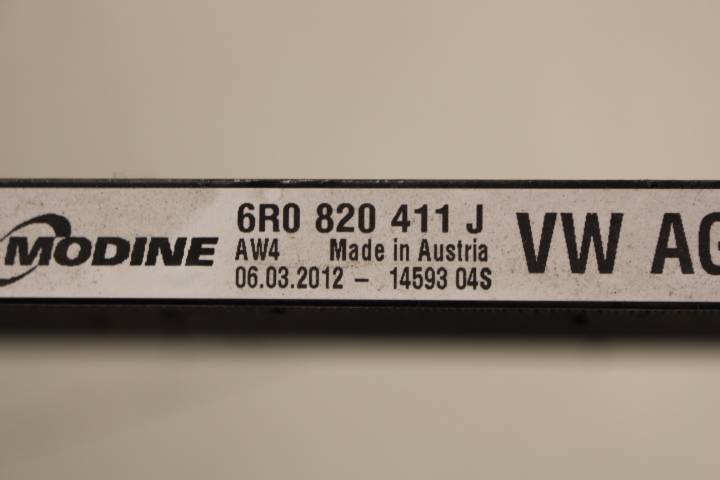 MODINE
6R0 820 411 J
AW4 Made in Austria
06.03.2012 – 14593 04S
VW AG